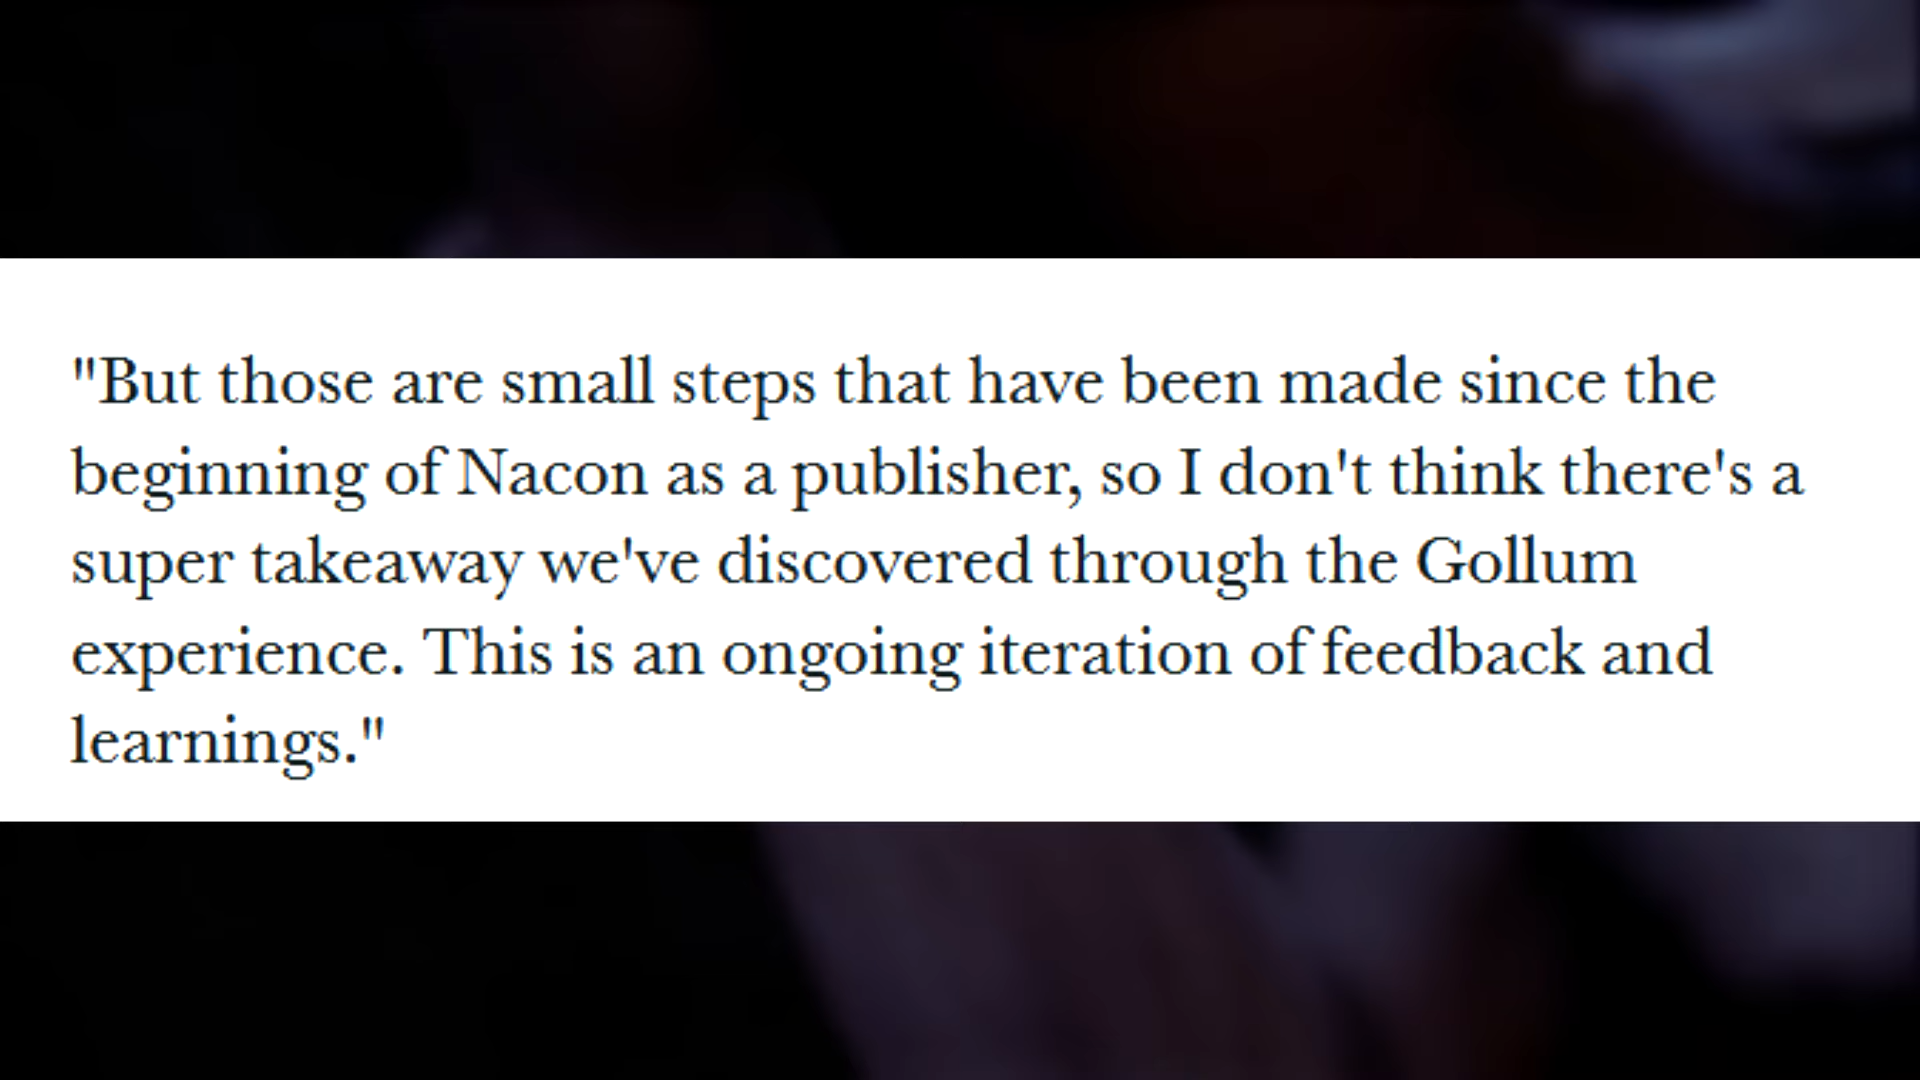 "But those are small steps that have been made since the
beginning of Nacon as a publisher, so I don't think there's a
super takeaway we've discovered through the Gollum
experience. This is an ongoing iteration of feedback and
learnings."